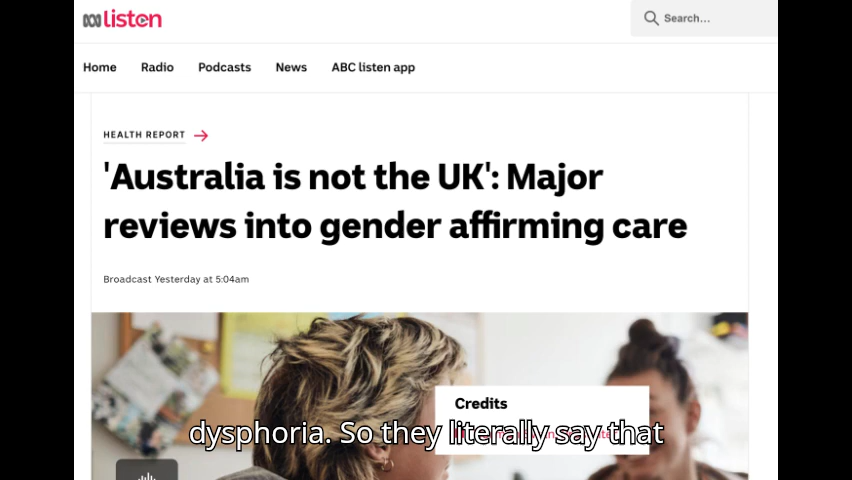 listen
Search...
Home
Radio
Podcasts
News
ABC listen app
HEALTH REPORT →
'Australia is not the UK': Major
reviews into gender affirming care
Broadcast Yesterday at 5:04am
Credits
dysphoria. So they literally say that